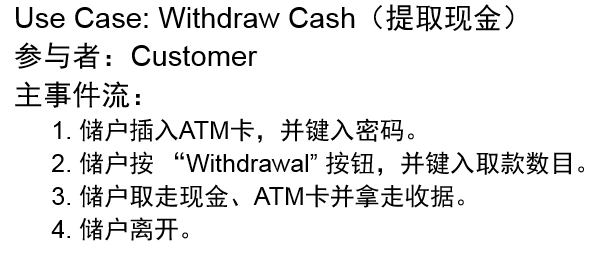 Use Case: Withdraw Cash（提取现金）
参与者：Customer
主事件流：
1. 储户插入ATM卡，并键入密码。
2. 储户按 “Withdrawal” 按钮，并键入取款数目。
3. 储户取走现金、ATM卡并拿走收据。
4. 储户离开。